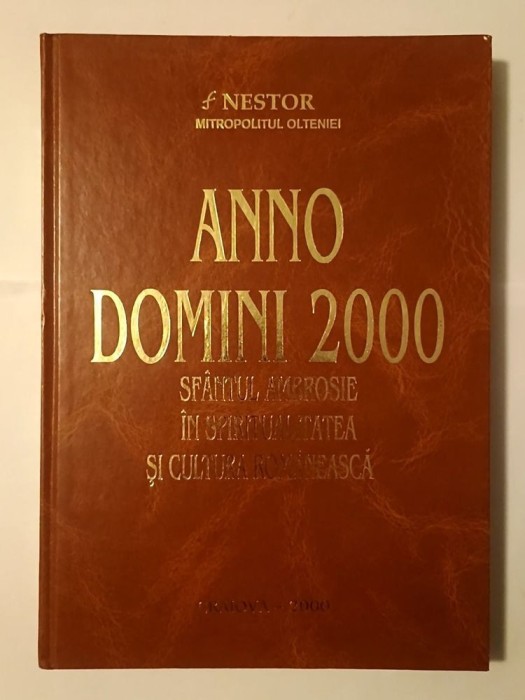 † NESTOR
MITROPOLITUL OLTENIEI
ANNO
DOMINI 2000
SFÂNTUL AMBROSIE
ÎN SPIRITUALITATEA
ŞI CULTURA ROMÂNEASCĂ
CRAIOVA - 2000